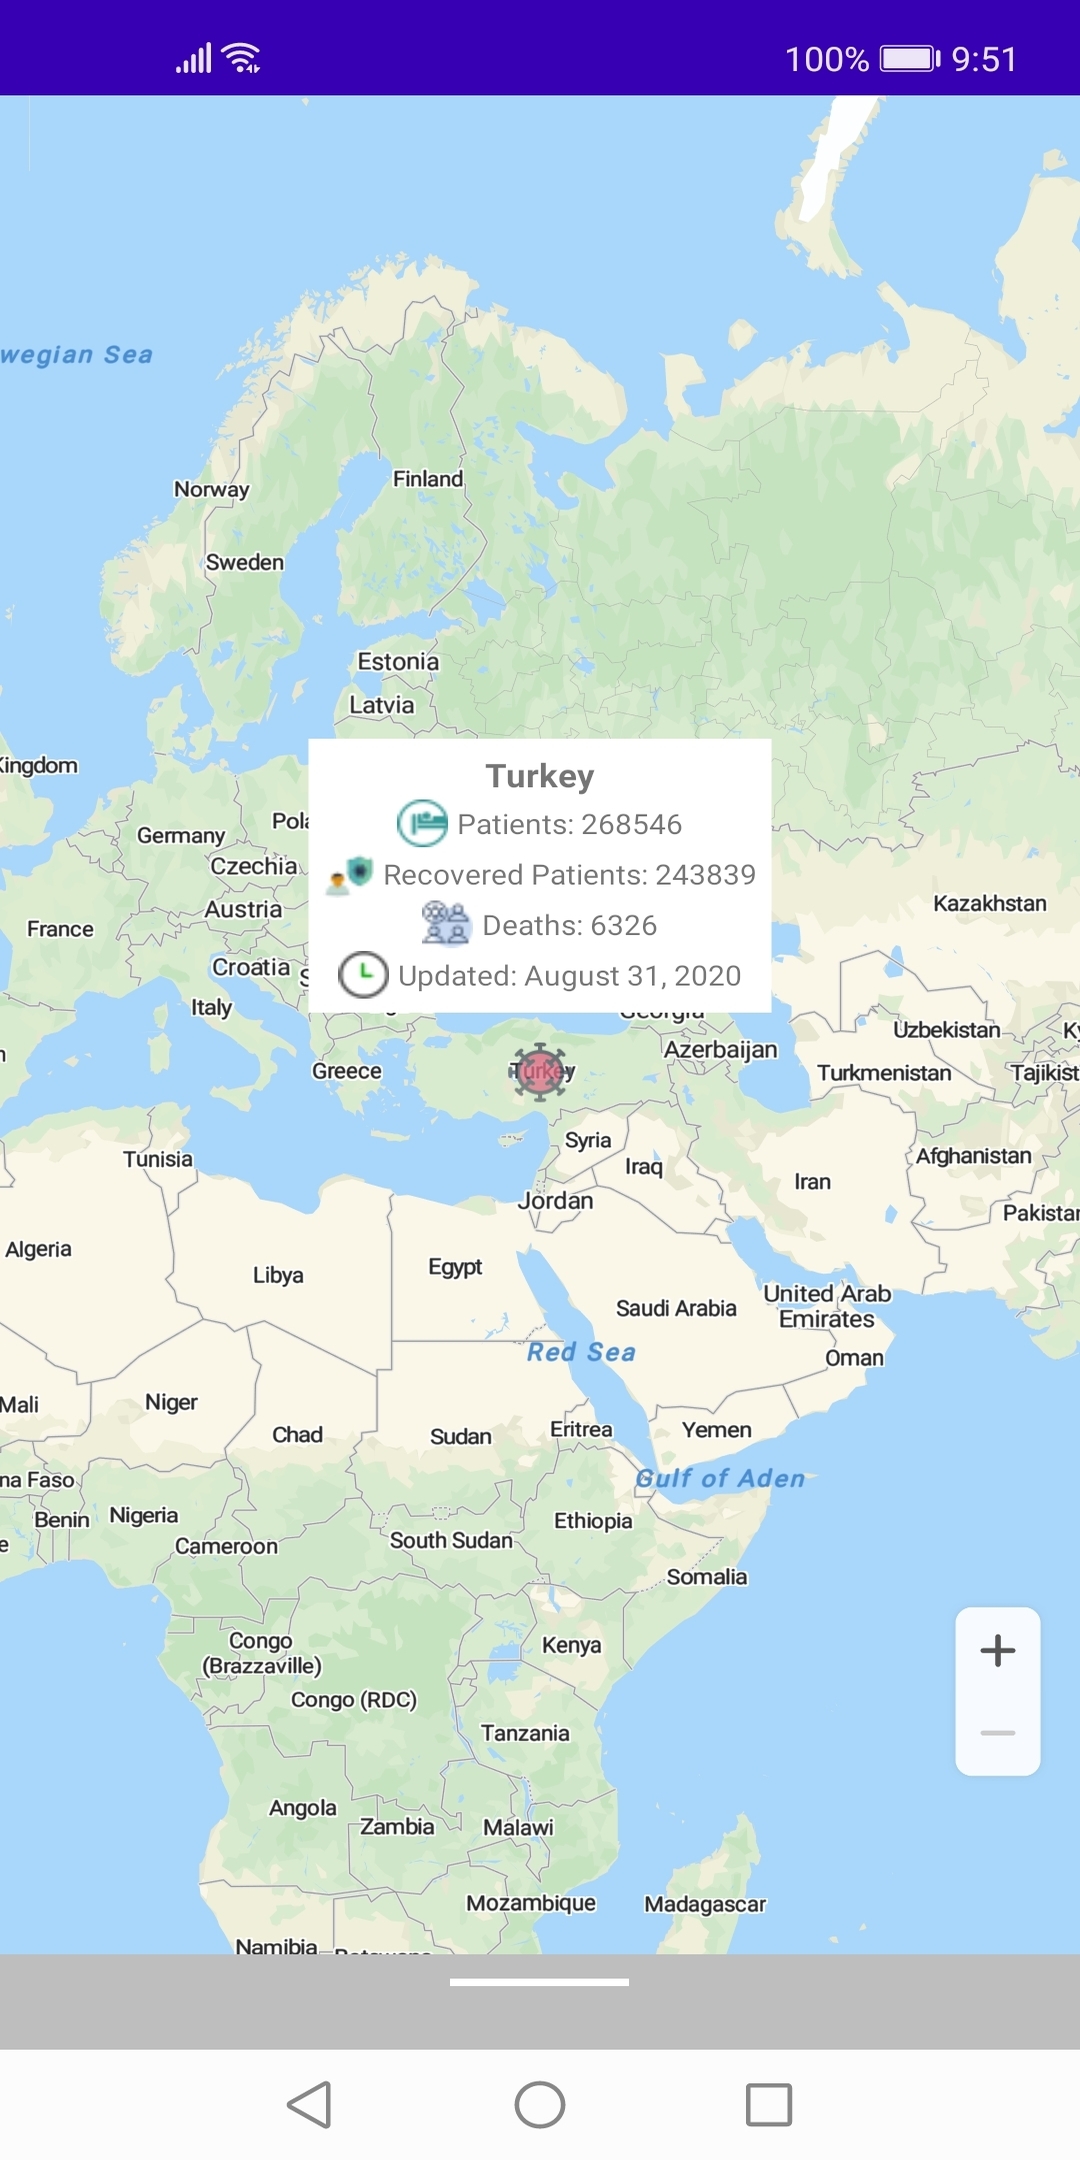 100% 9:51
wegian Sea
Finland
Norway
Sweden
Estonia
Latvia
Kingdom
Turkey
Patients: 268546
Recovered Patients: 243839
Deaths: 6326
Updated: August 31, 2020
Germany
Pola
Czechia
Austria
France
Kazakhstan
Croatia
S
Italy
Georgia
Uzbekistan
Ky
Azerbaijan
Greece
Turkey
Turkmenistan
Tajikist
Syria
Tunisia
Iraq
Afghanistan
Iran
Jordan
Pakistan
Algeria
Egypt
Libya
United Arab
Emirates
Saudi Arabia
Red Sea
Oman
Niger
Mali
Chad
Sudan
Eritrea
Yemen
na Faso
Gulf of Aden
Benin
Nigeria
Ethiopia
Cameroon
South Sudan
e
Somalia
Congo
(Brazzaville)
Kenya
Congo (RDC)
Tanzania
Angola
Zambia
Malawi
Mozambique
Madagascar
Namibia
Botswana